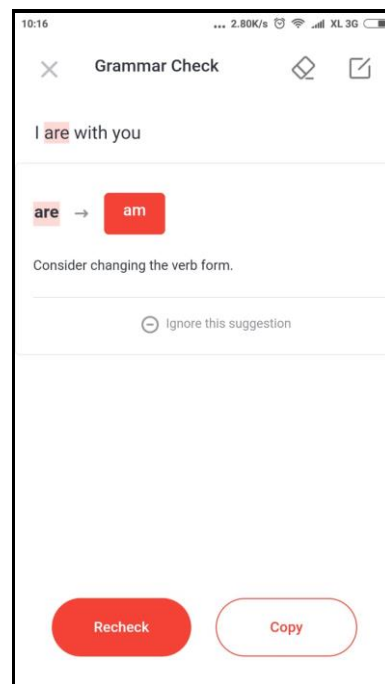 10:16 ... 2.80K/s XL 3G
Grammar Check
I are with you
are → am
Consider changing the verb form.
Ignore this suggestion
Recheck Copy